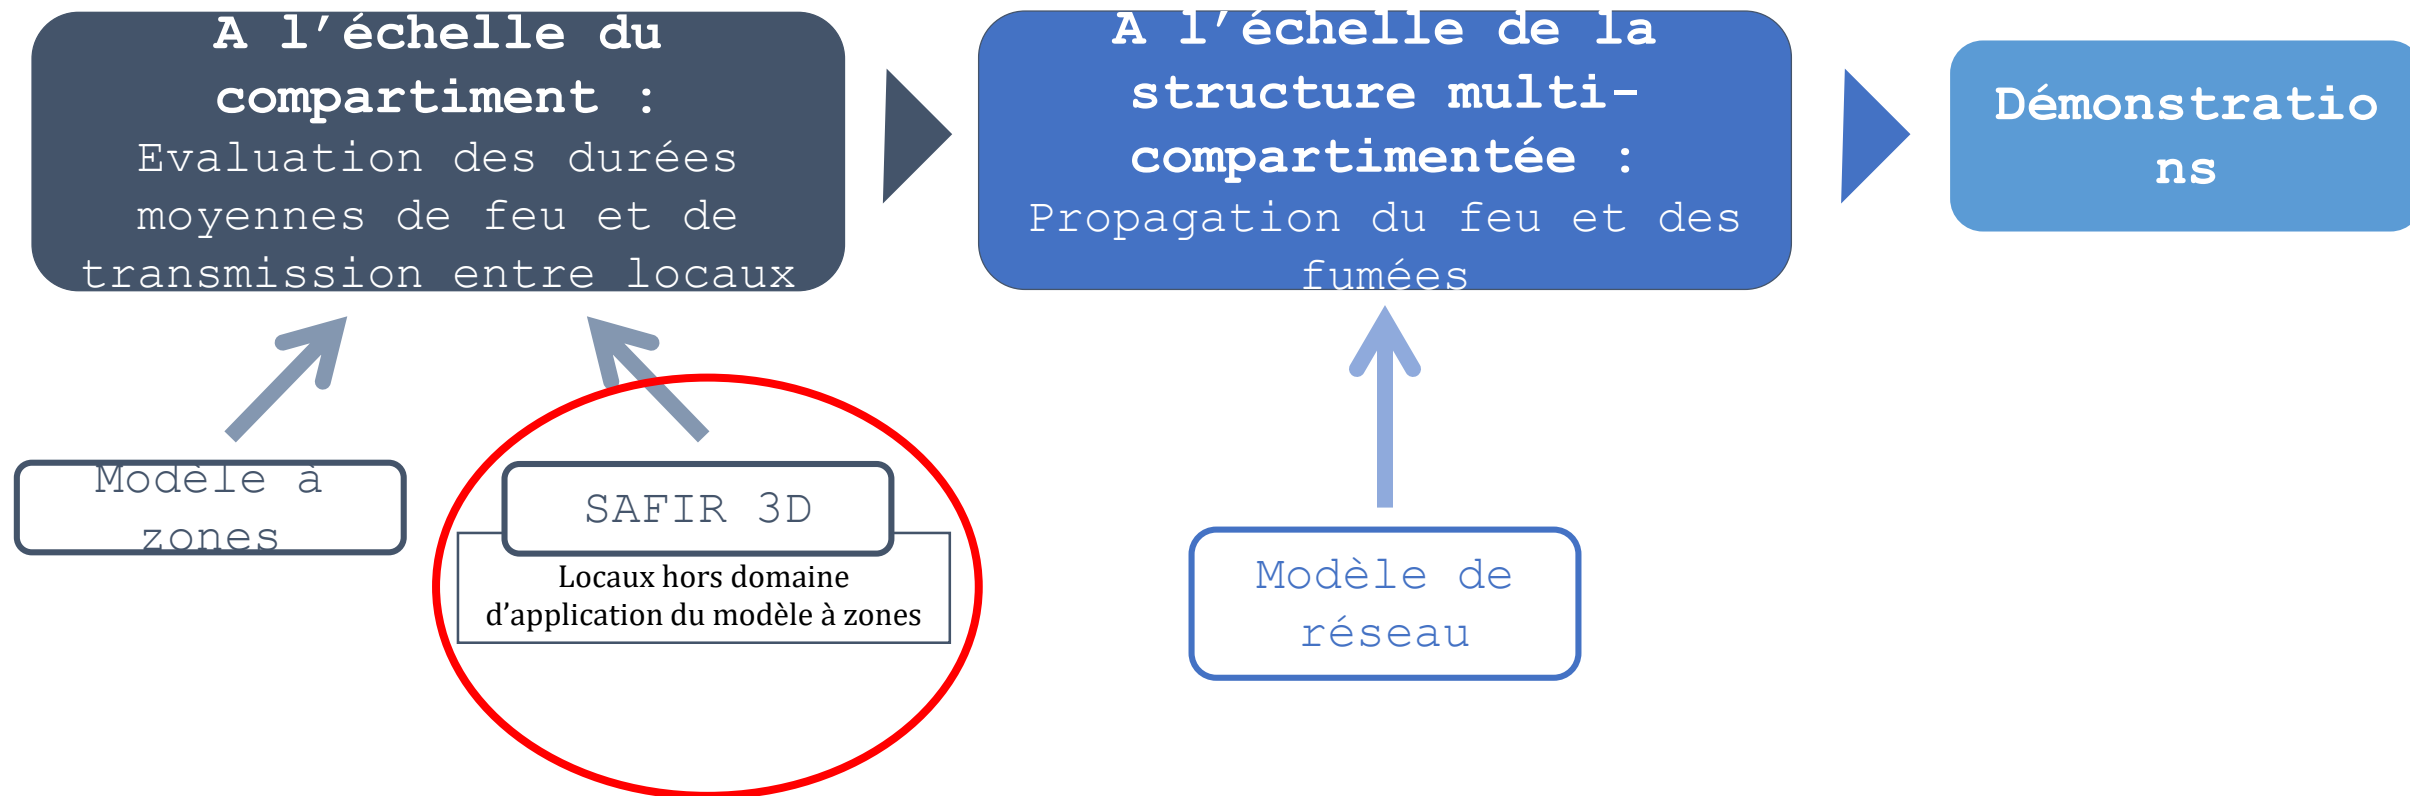 A l’échelle du
compartiment :
Evaluation des durées
moyennes de feu et de
transmission entre locaux
A l’échelle de la
structure multi-
compartimentée :
Propagation du feu et des
fumées
Démonstratio
ns
Modèle à
zones
SAFIR 3D
Locaux hors domaine
d’application du modèle à zones
Modèle de
réseau